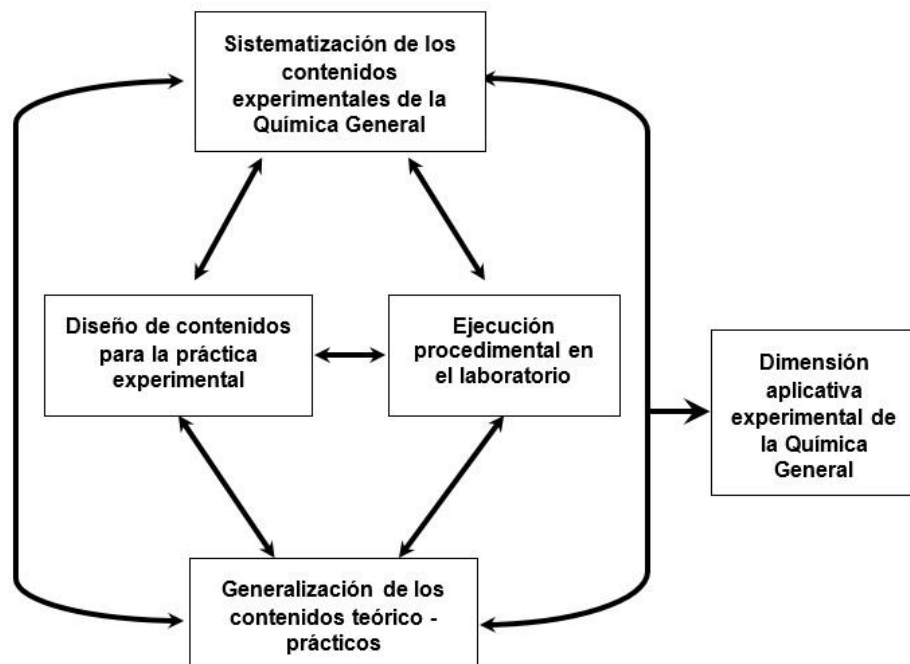 Sistematización de los
contenidos
experimentales de la
Química General
Diseño de contenidos
para la práctica
experimental
Ejecución
procedimental en
el laboratorio
Dimensión
aplicativa
experimental de
la Química
General
Generalización de los
contenidos teórico -
prácticos